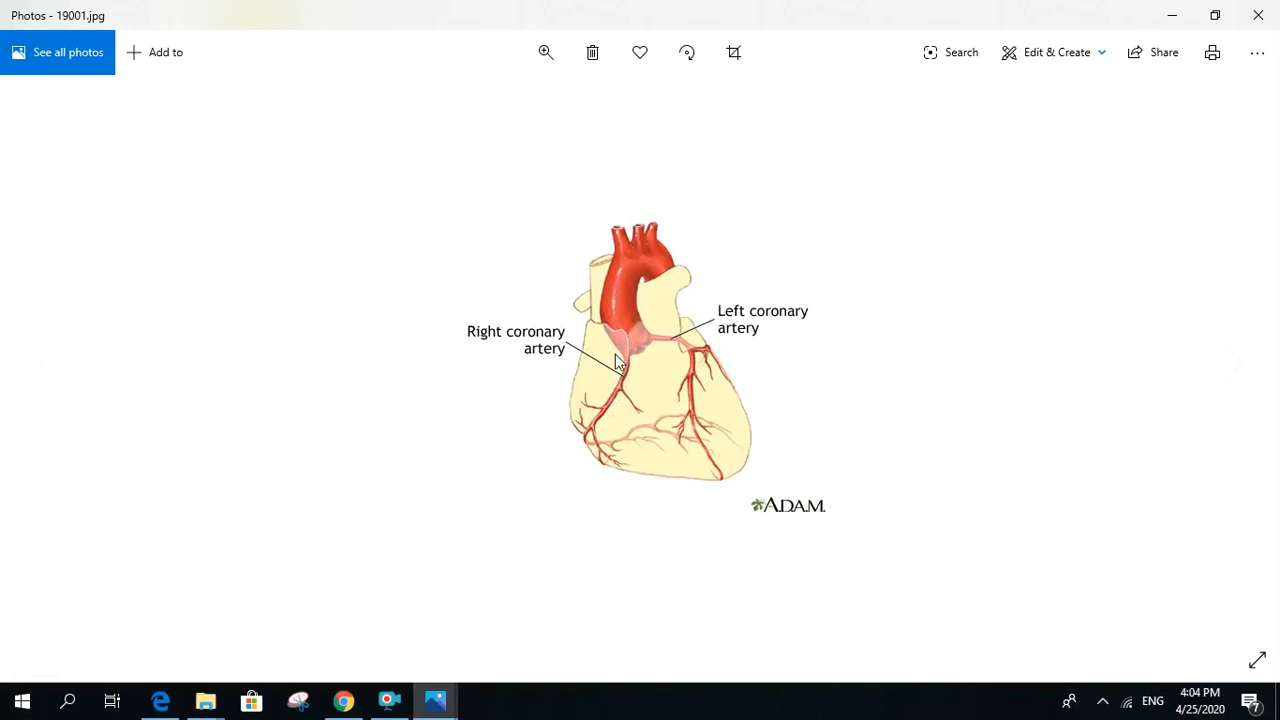 Photos - 19001.jpg
See all photos
Add to
Search
Edit & Create
Share
Left coronary
artery
Right coronary
artery
A.D.A.M.
ENG
4:04 PM
4/25/2020
7